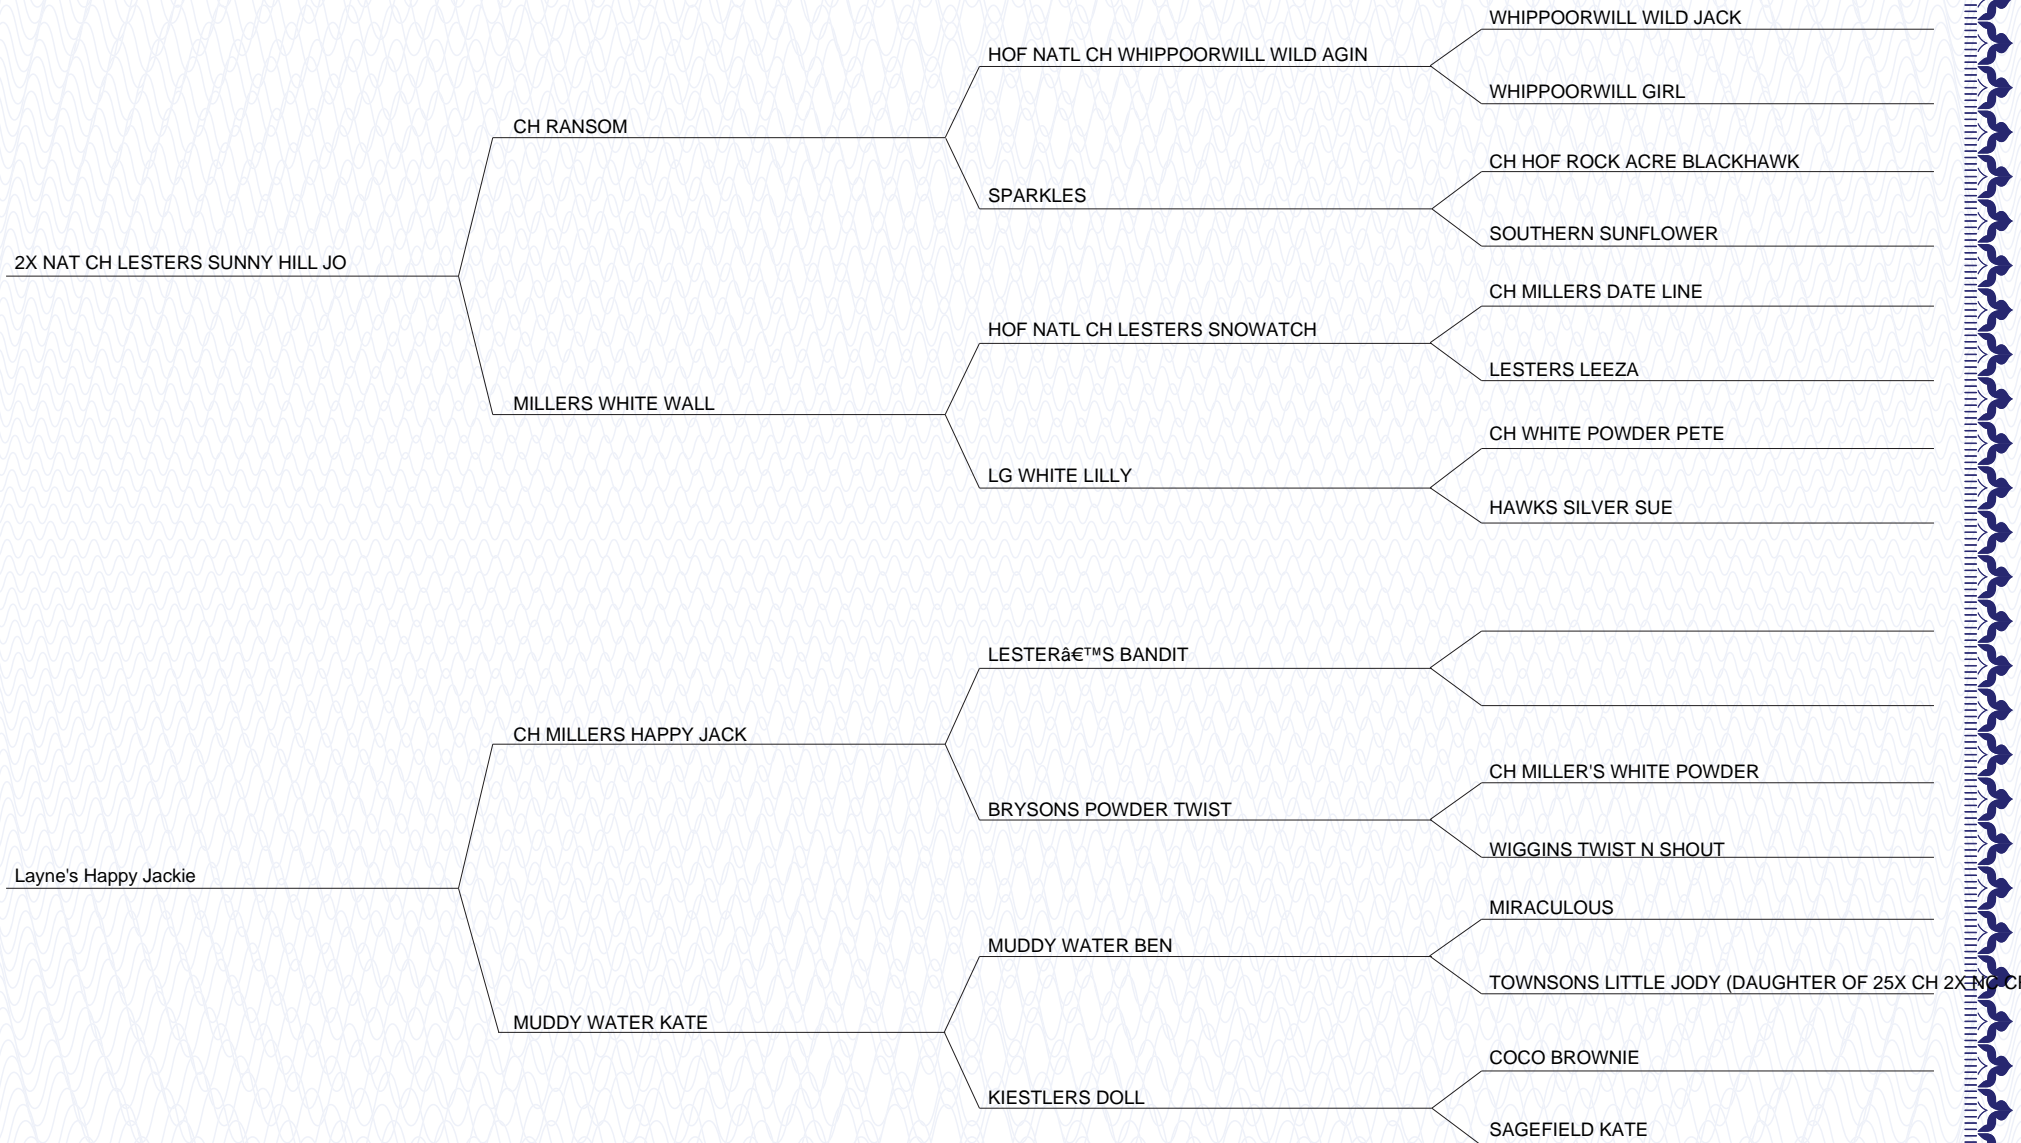 WHIPPOORWILL WILD JACK
HOF NATL CH WHIPPOORWILL WILD AGIN
WHIPPOORWILL GIRL
CH RANSOM
CH HOF ROCK ACRE BLACKHAWK
SPARKLES
SOUTHERN SUNFLOWER
2X NAT CH LESTERS SUNNY HILL JO
CH MILLERS DATE LINE
HOF NATL CH LESTERS SNOWATCH
LESTERS LEEZA
MILLERS WHITE WALL
CH WHITE POWDER PETE
LG WHITE LILLY
HAWKS SILVER SUE
LESTER’S BANDIT
CH MILLERS HAPPY JACK
CH MILLER'S WHITE POWDER
BRYSONS POWDER TWIST
WIGGINS TWIST N SHOUT
Layne's Happy Jackie
MIRACULOUS
MUDDY WATER BEN
TOWNSONS LITTLE JODY (DAUGHTER OF 25X CH 2X NC
MUDDY WATER KATE
COCO BROWNIE
KIESTLERS DOLL
SAGEFIELD KATE